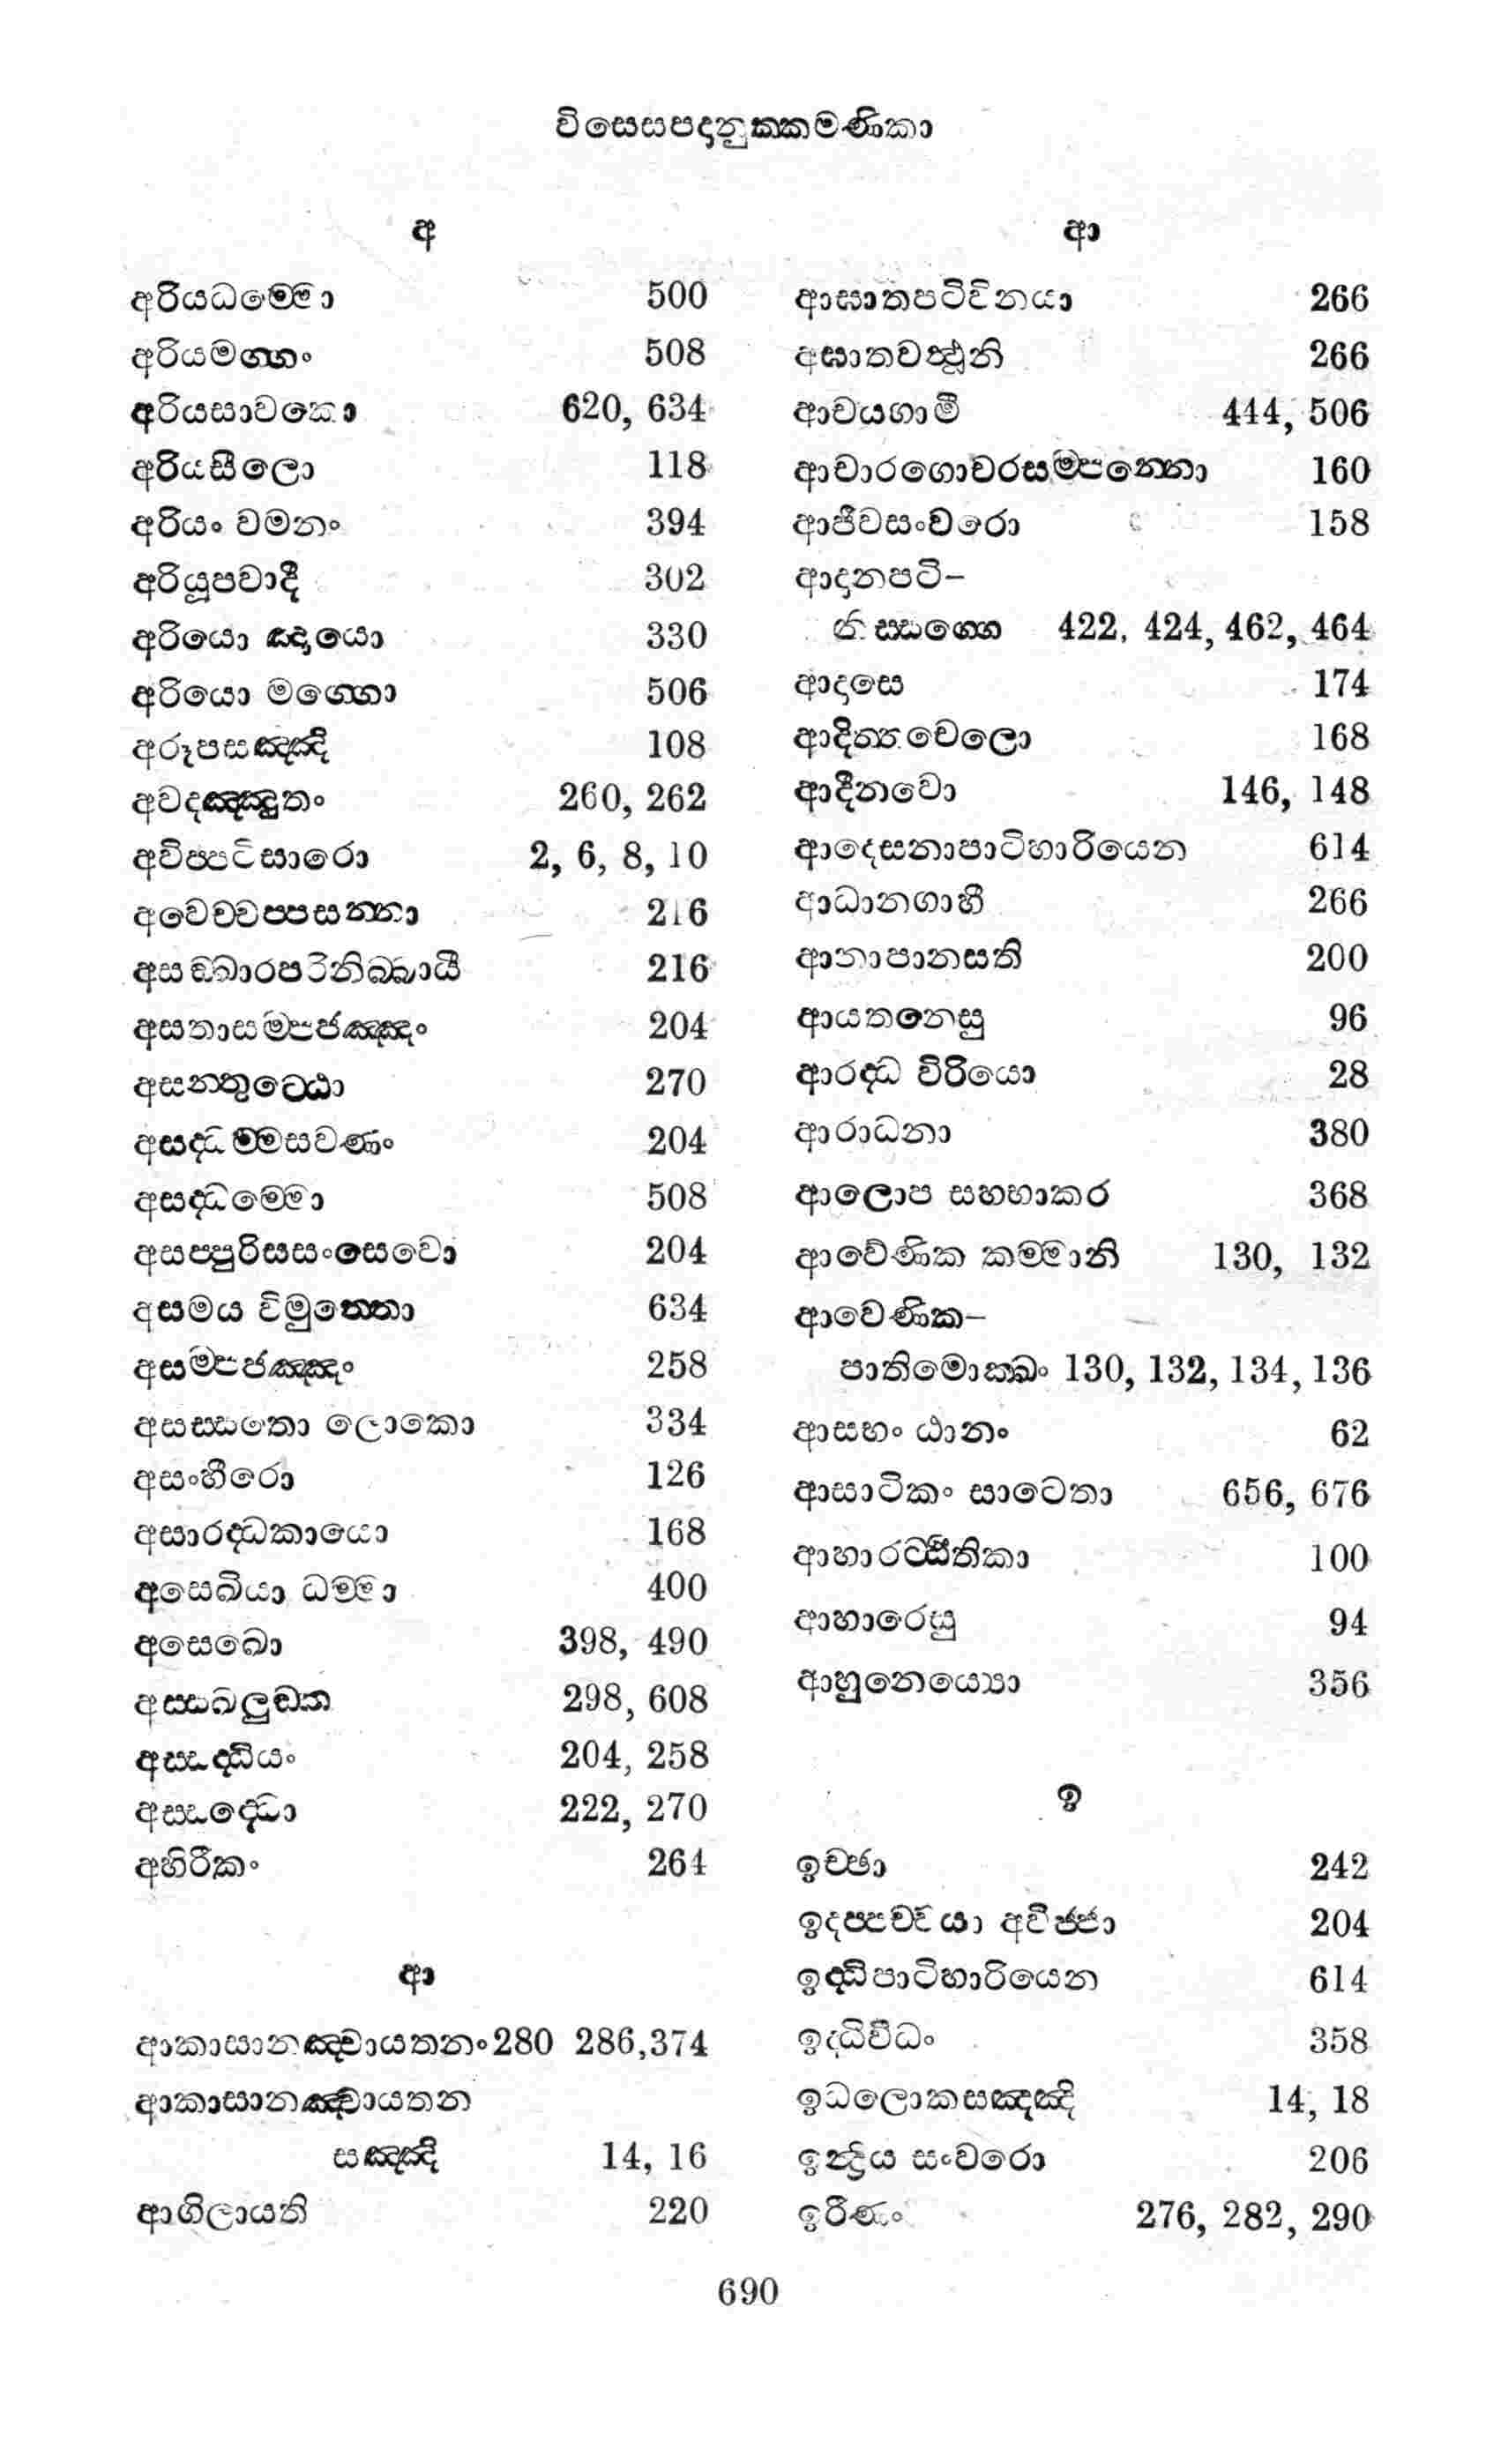 විසෙසපදානුක්කමණිකා
අ
අරියධම්මො 500
අරියමග්ගං 508
අරියසාවකො 620, 634
අරියසීලො 118
අරියං වමනං 394
අරියූපවාදී 302
අරියො ඤායො 330
අරියො මග්ගො 506
අරූපසඤ්ඤි 108
අවදඤ්ඤුතං 260, 262
අවිප්පටිසාරො 2, 6, 8, 10
අවෙච්චප්පසන්නා 216
අසඞ්ඛාරපරිනිබ්බායී 216
අසතාසම්පජඤ්ඤං 204
අසන්තුට්ඨො 270
අසද්ධම්මසවණං 204
අසද්ධම්මො 508
අසප්පුරිසසංසෙවො 204
අසමය විමුත්තො 634
අසම්පජඤ්ඤං 258
අසස්සතො ලොකො 334
අසංහීරො 126
අසාරද්ධකායො 168
අසෙඛියා ධම්මා 400
අසෙඛො 398, 490
අස්සඛලුඞ්ක 298, 608
අස්සද්ධියං 204, 258
අස්සද්ධො 222, 270
අහිරීකං 264
ආ
ආකාසානඤ්චායතනං 280 286,374
ආකාසානඤ්චායතන
සඤ්ඤි 14, 16
ආගිලායති 220
ආ
ආඝාතපටිවිනයා 266
අඝාතවත්ථූනි 266
ආචයගාමි 444, 506
ආචාරගොචරසම්පන්නො 160
ආජීවසංවරො 158
ආදානපටි–
නිස්සග්ගෙ 422, 424, 462, 464
ආදාසෙ 174
ආදිත්ත චෙලො 168
ආදීනවො 146, 148
ආදෙසනාපාටිහාරියෙන 614
ආධානගාහී 266
ආනාපානසති 200
ආයතනෙසු 96
ආරද්ධ විරියො 28
ආරාධනා 380
ආලොප සහභාකර 368
ආවේණික කම්මානි 130, 132
ආවෙණික–
පාතිමොක්ඛං 130, 132, 134, 136
ආසභං ඨානං 62
ආසාටිකං සාටෙතා 656, 676
ආහාරට්ඨිතිකා 100
ආහාරෙසු 94
ආහුනෙය්‍යො 356
ඉ
ඉච්ඡා 242
ඉදප්පච්චයා අවිජ්ජා 204
ඉද්ධිපාටිහාරියෙන 614
ඉද්ධිවිධං 358
ඉධලොකසඤ්ඤි 14, 18
ඉන්ද්‍රිය සංවරො 206
ඉරීණං 276, 282, 290
690